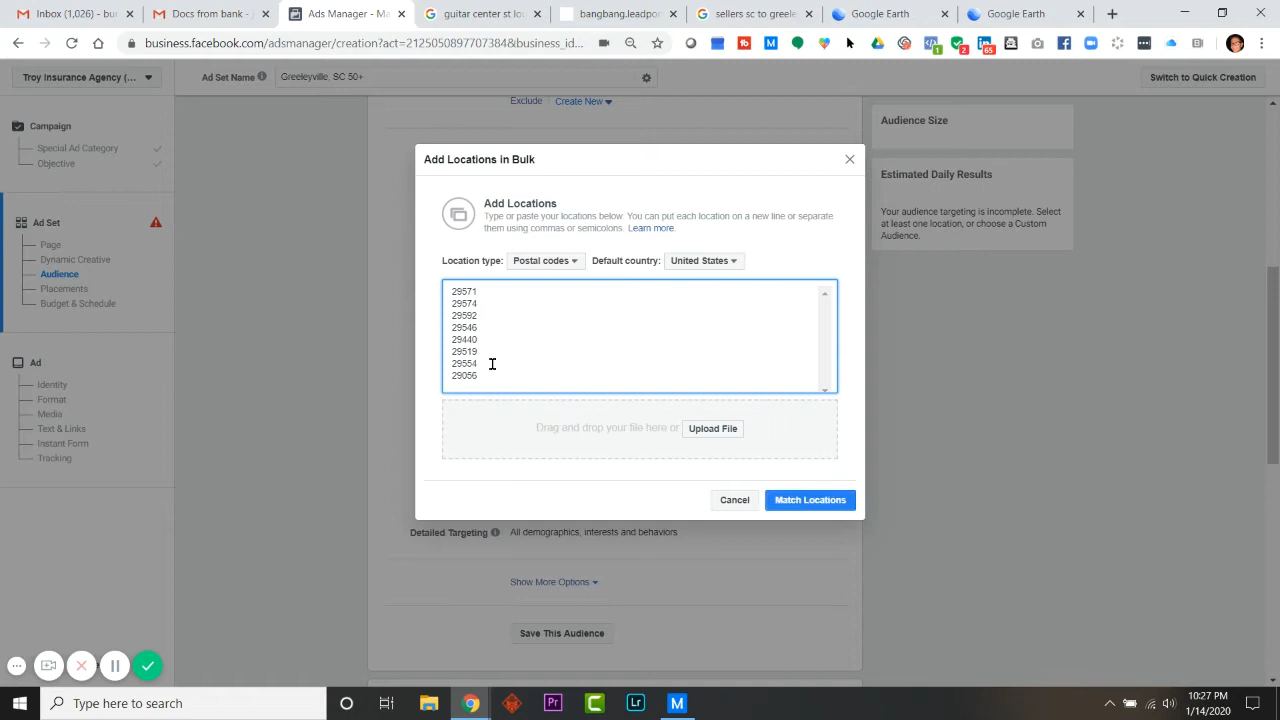 Inbox (1,026) - bur
Docs from bank - j
Ads Manager - Ma
guitar center st lou
bangbang.leadpor
sellers sc to greele
Google Earth
Google Earth
business.facebook.com/adsmanager/creation?act=2125050897707384&business_id...
1
2
65
Troy Insurance Agency (...
Ad Set Name
Greeleyville, SC 50+
Switch to Quick Creation
Exclude
Create New
Campaign
Special Ad Category
Objective
Ad Set
Page
Dynamic Creative
Audience
Placements
Budget & Schedule
Ad
Identity
Format
Media
Text & Links
Instant Form
Tracking
Add Locations in Bulk
Add Locations
Type or paste your locations below. You can put each location on a new line or separate
them using commas or semicolons. Learn more.
Location type: Postal codes Default country: United States
29571
29574
29592
29546
29440
29519
29554
29056
Drag and drop your file here or Upload File
Cancel
Match Locations
Detailed Targeting
All demographics, interests and behaviors
Show More Options
Save This Audience
Audience Size
Estimated Daily Results
Your audience targeting is incomplete. Select
at least one location, or choose a Custom
Audience.
Type here to search
Pr
C
Lr
M
10:27 PM
1/14/2020